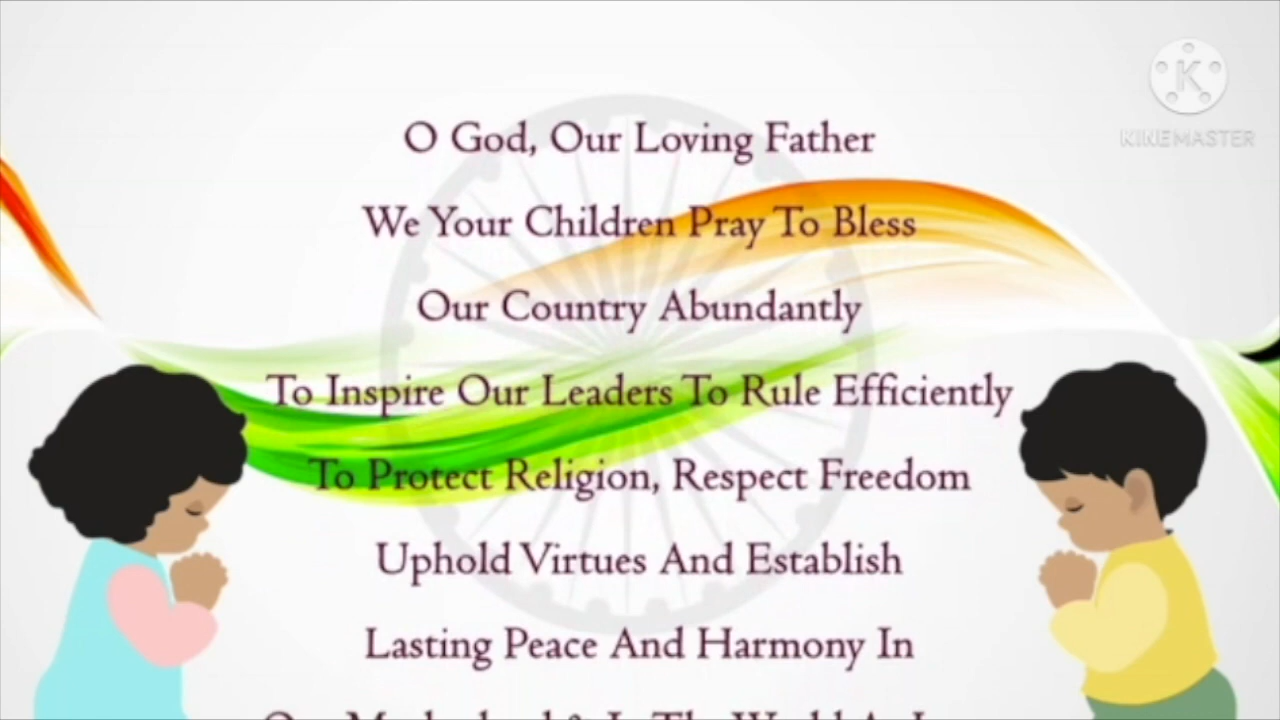 KINEMASTER
O God, Our Loving Father
We Your Children Pray To Bless
Our Country Abundantly
To Inspire Our Leaders To Rule Efficiently
To Protect Religion, Respect Freedom
Uphold Virtues And Establish
Lasting Peace And Harmony In